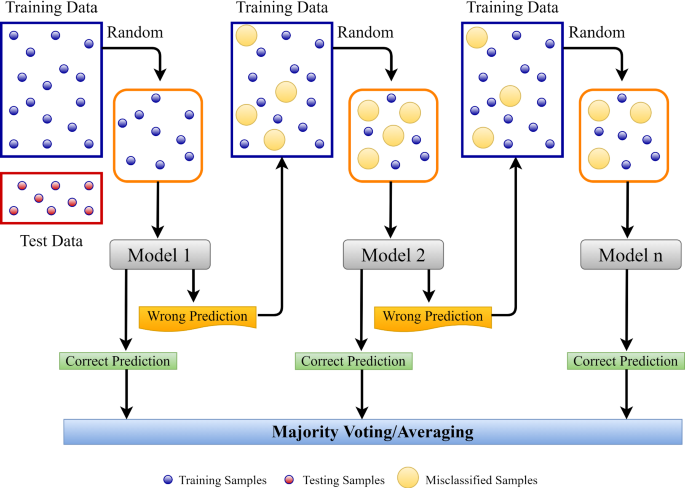 Training Data
Random
Training Data
Random
Training Data
Random
Test Data
Model 1
Model 2
Model n
Wrong Prediction
Wrong Prediction
Correct Prediction
Correct Prediction
Correct Prediction
Majority Voting/Averaging
Training Samples
Testing Samples
Misclassified Samples